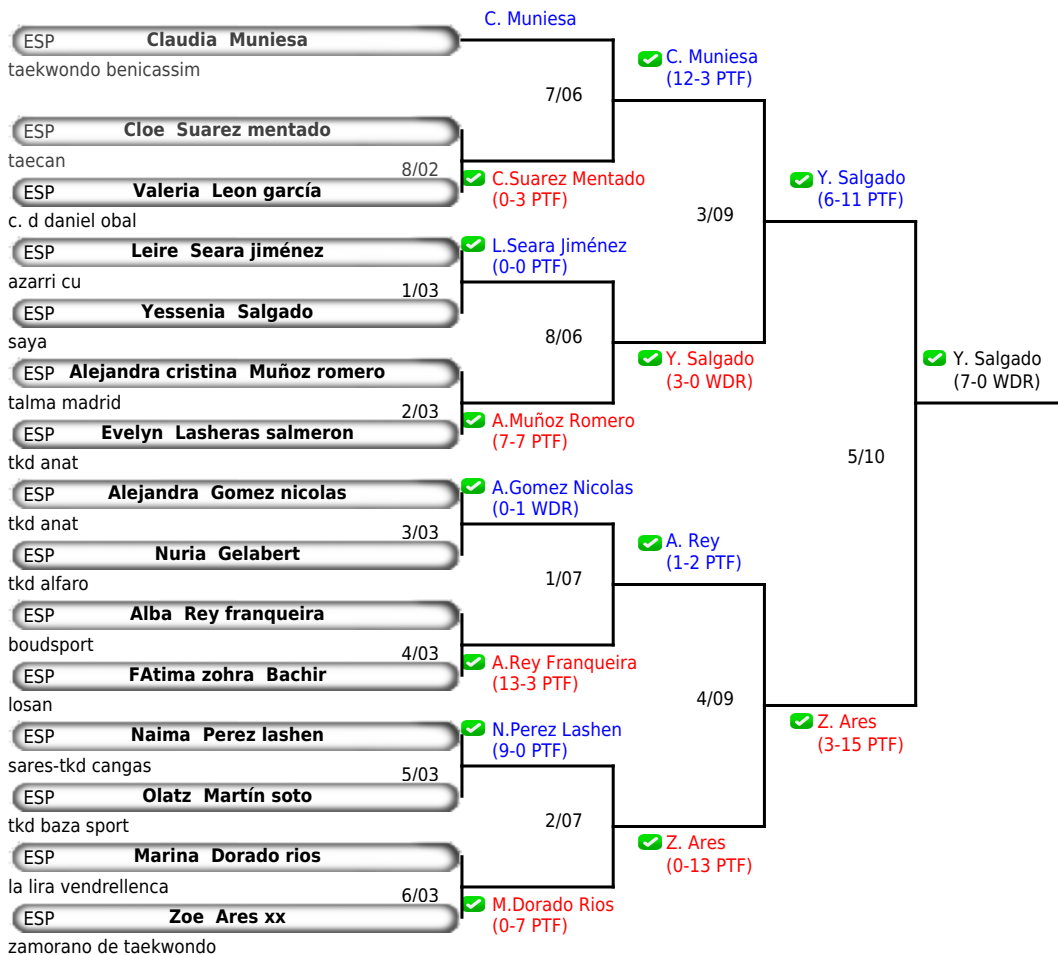 C. Muniesa
ESP Claudia Muniesa
taekwondo benicassim
C. Muniesa
(12-3 PTF)
7/06
ESP Cloe Suarez mentado
taecan
8/02
ESP Valeria Leon garcía
c. d daniel obal
C.Suarez Mentado
(0-3 PTF)
Y. Salgado
(6-11 PTF)
3/09
ESP Leire Seara jiménez
azarri cu
L.Seara Jiménez
(0-0 PTF)
1/03
ESP Yessenia Salgado
saya
8/06
Y. Salgado
(3-0 WDR)
Y. Salgado
(7-0 WDR)
ESP Alejandra cristina Muñoz romero
talma madrid
2/03
ESP Evelyn Lasheras salmeron
tkd anat
A.Muñoz Romero
(7-7 PTF)
5/10
ESP Alejandra Gomez nicolas
tkd anat
A.Gomez Nicolas
(0-1 WDR)
3/03
ESP Nuria Gelabert
tkd alfaro
A. Rey
(1-2 PTF)
1/07
ESP Alba Rey franqueira
boudsport
4/03
ESP FAtima zohra Bachir
losan
A.Rey Franqueira
(13-3 PTF)
4/09
ESP Naima Perez lashen
sares-tkd cangas
N.Perez Lashen
(9-0 PTF)
Z. Ares
(3-15 PTF)
5/03
ESP Olatz Martín soto
tkd baza sport
2/07
Z. Ares
(0-13 PTF)
ESP Marina Dorado rios
la lira vendrellenca
6/03
ESP Zoe Ares xx
zamorano de taekwondo
M.Dorado Rios
(0-7 PTF)